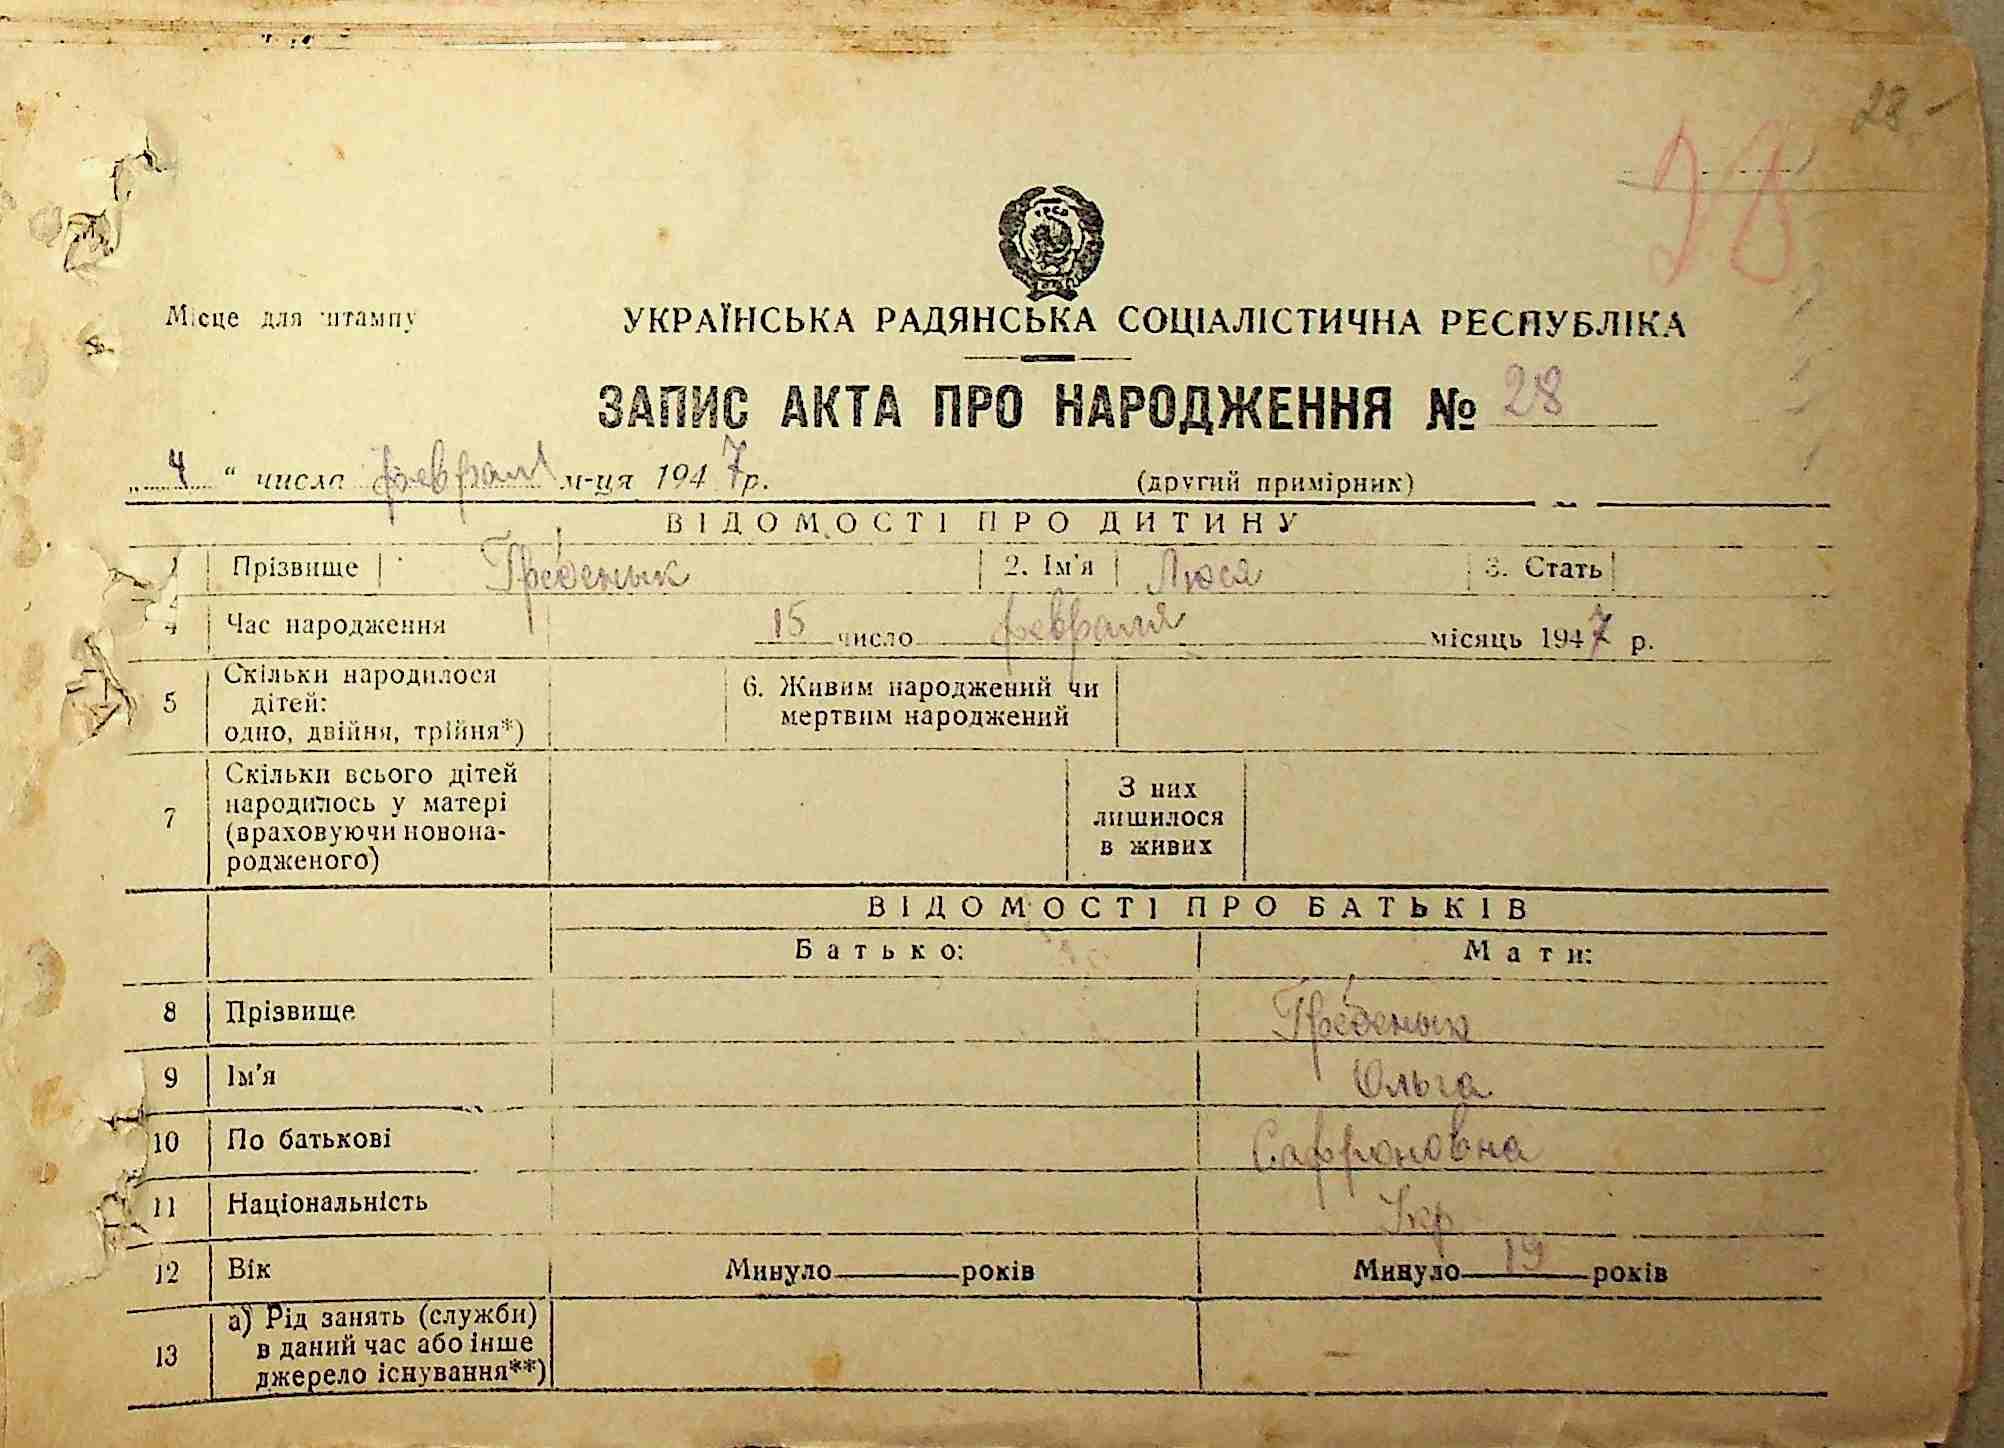 28
28
УРСР
Місце для штампу
УКРАЇНСЬКА РАДЯНСЬКА СОЦІАЛІСТИЧНА РЕСПУБЛІКА
ЗАПИС АКТА ПРО НАРОДЖЕННЯ № 28
„ 4 “ числа февраля м-ця 1947 р.
(другий примірник)
ВІДОМОСТІ ПРО ДИТИНУ
1 Прізвище Гребенык 2. Ім'я Люся 3. Стать
4 Час народження 15 число февраля місяць 1947 р.
5 Скільки народилося дітей: одно, двійня, трійня*) 6. Живим народжений чи мертвим народжений
7 Скільки всього дітей народилось у матері (враховуючи новонародженого) З них лишилося в живих
ВІДОМОСТІ ПРО БАТЬКІВ
Батько: Мати:
8 Прізвище Гребенык
9 Ім'я Ольга
10 По батькові Сафроновна
11 Національність Укр
12 Вік Минуло років Минуло 19 років
13 а) Рід занять (служби) в даний час або інше джерело існування**) –